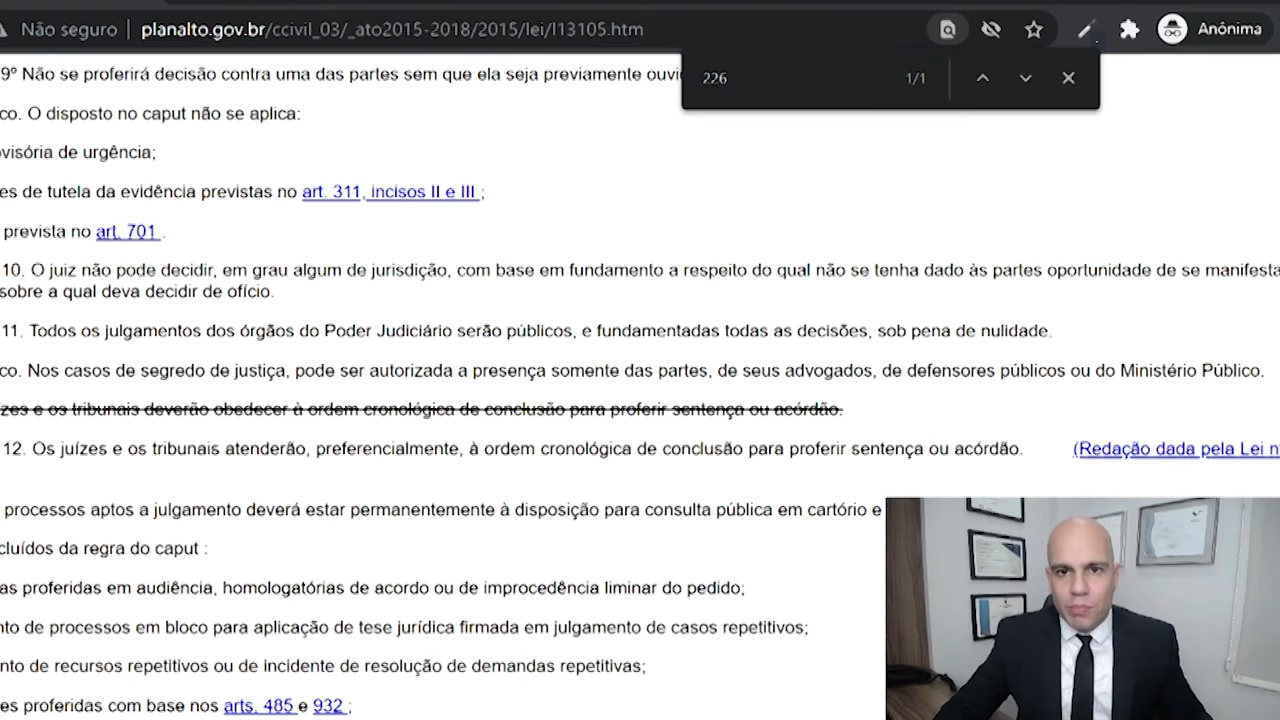 Não seguro
planalto.gov.br/ccivil_03/_ato2015-2018/2015/lei/l13105.htm
Anônima
226
1/1
9º Não se proferirá decisão contra uma das partes sem que ela seja previamente
co. O disposto no caput não se aplica:
ovisória de urgência;
es de tutela da evidência previstas no art. 311, incisos II e III ;
prevista no art. 701 .
10. O juiz não pode decidir, em grau algum de jurisdição, com base em fundamento a respeito do qual não se tenha dado às partes oportunidade de se manifesta
sobre a qual deva decidir de ofício.
11. Todos os julgamentos dos órgãos do Poder Judiciário serão públicos, e fundamentadas todas as decisões, sob pena de nulidade.
co. Nos casos de segredo de justiça, pode ser autorizada a presença somente das partes, de seus advogados, de defensores públicos ou do Ministério Público.
ízes e os tribunais deverão obedecer à ordem cronológica de conclusão para proferir sentença ou acórdão.
12. Os juízes e os tribunais atenderão, preferencialmente, à ordem cronológica de conclusão para proferir sentença ou acórdão. (Redação dada pela Lei
processos aptos a julgamento deverá estar permanentemente à disposição para consulta pública em cartório e
cluídos da regra do caput :
as proferidas em audiência, homologatórias de acordo ou de improcedência liminar do pedido;
nto de processos em bloco para aplicação de tese jurídica firmada em julgamento de casos repetitivos;
nto de recursos repetitivos ou de incidente de resolução de demandas repetitivas;
es proferidas com base nos arts. 485 e 932 ;